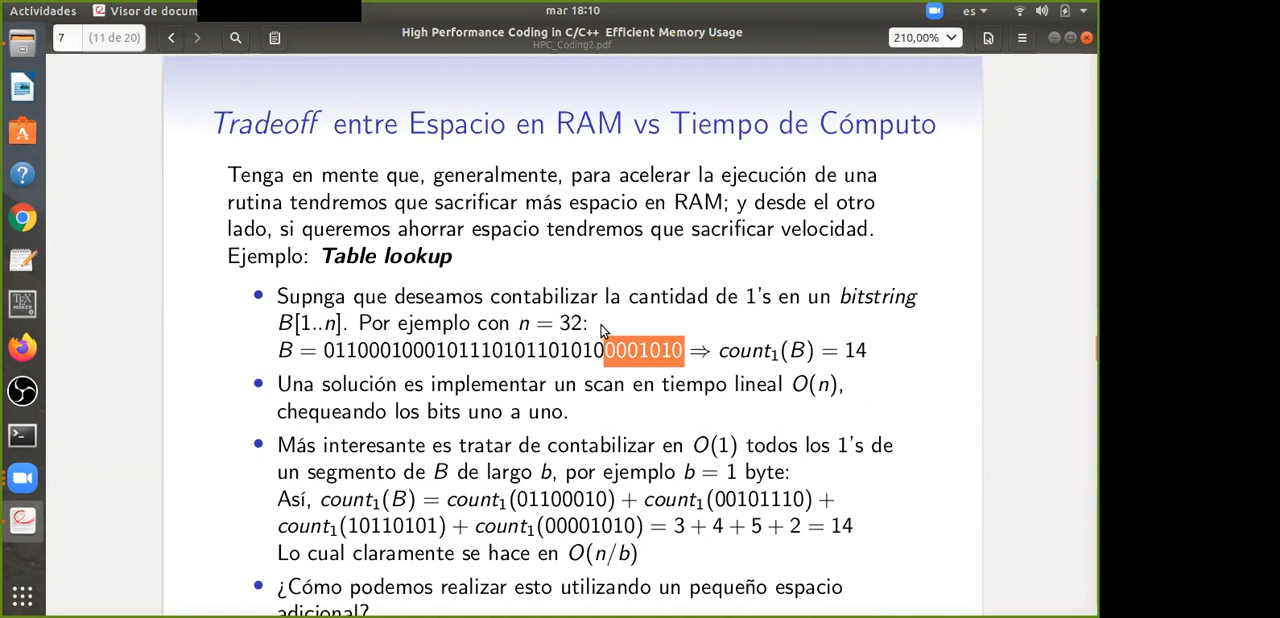 Actividades
Visor de docum
mar 18:10
es
7
(11 de 20)
High Performance Coding in C/C++ Efficient Memory Usage
HPC_Coding2.pdf
210,00%
Tradeoff entre Espacio en RAM vs Tiempo de Cómputo
Tenga en mente que, generalmente, para acelerar la ejecución de una
rutina tendremos que sacrificar más espacio en RAM; y desde el otro
lado, si queremos ahorrar espacio tendremos que sacrificar velocidad.
Ejemplo: Table lookup
• Supnga que deseamos contabilizar la cantidad de 1's en un bitstring
B[1..n]. Por ejemplo con n = 32:
B = 01100010001011101011010100001010 ⇒ count₁(B) = 14
• Una solución es implementar un scan en tiempo lineal O(n),
chequeando los bits uno a uno.
• Más interesante es tratar de contabilizar en O(1) todos los 1's de
un segmento de B de largo b, por ejemplo b = 1 byte:
Así, count₁(B) = count₁(01100010) + count₁(00101110) +
count₁(10110101) + count₁(00001010) = 3 + 4 + 5 + 2 = 14
Lo cual claramente se hace en O(n/b)
• ¿Cómo podemos realizar esto utilizando un pequeño espacio
adicional?